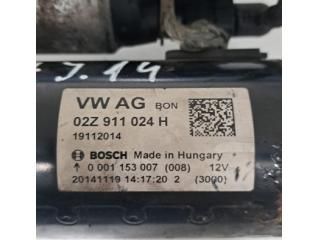 J.14
VW AG BON
02Z 911 024 H
19112014
BOSCH Made in Hungary
↑ 0 001 153 007 (008) 12V
20141119 14:17:20 2 (3000)